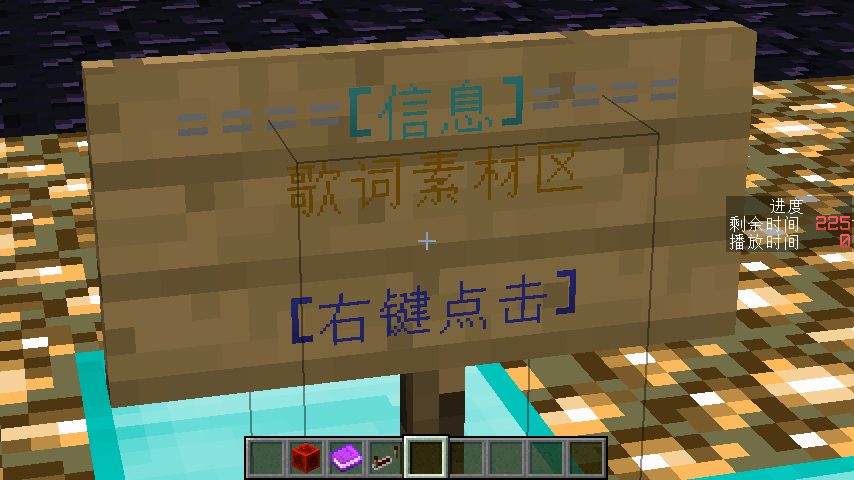 ====[信息]====
歌词素材区
[右键点击]
进度
剩余时间 225
播放时间 0